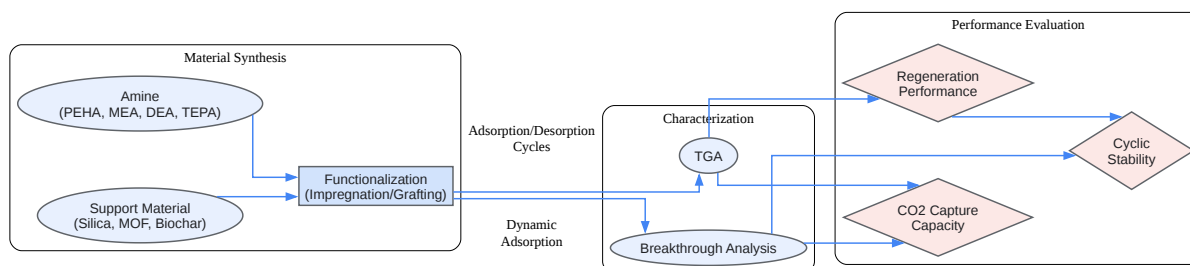 Material Synthesis
Amine
(PEHA, MEA, DEA, TEPA)
Support Material
(Silica, MOF, Biochar)
Functionalization
(Impregnation/Grafting)
Adsorption/Desorption
Cycles
Dynamic
Adsorption
Characterization
TGA
Breakthrough Analysis
Performance Evaluation
Regeneration
Performance
Cyclic
Stability
CO2 Capture
Capacity